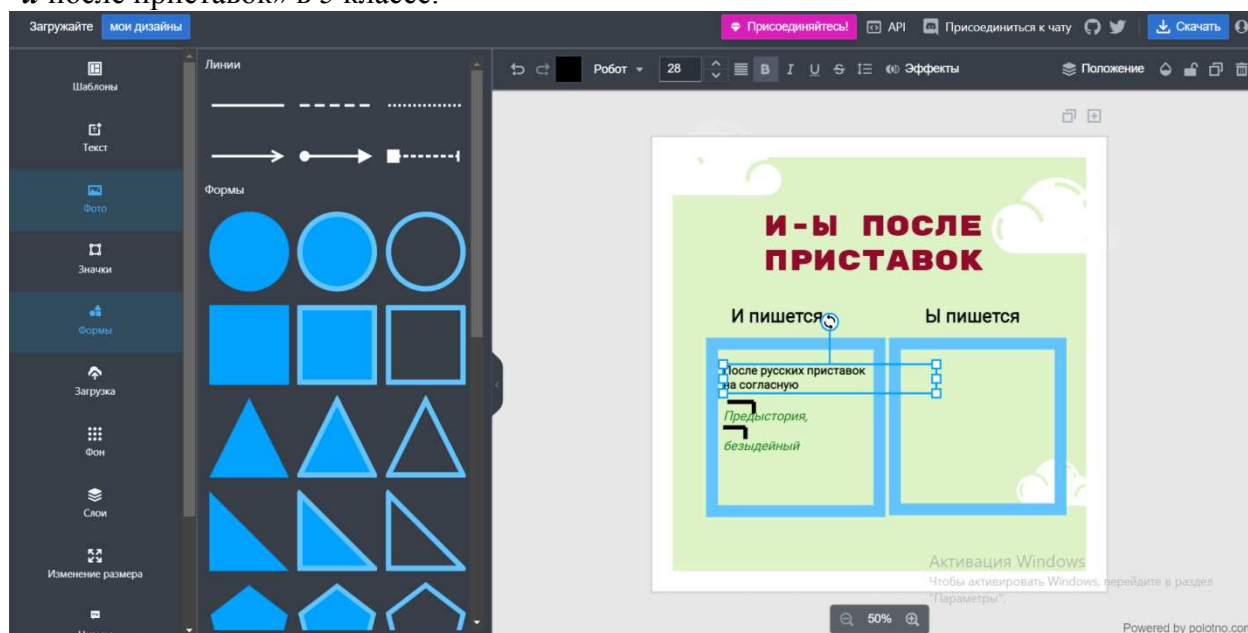 и после приставок» в 5 классе.
Загружайте мои дизайны
Присоединяйтесь! API Присоединиться к чату Скачать
Шаблоны
Текст
Фото
Значки
Формы
Загрузка
Фон
Слои
Изменение размера
Линии
Формы
Робот 28 B I U S Эффекты Положение
И-Ы ПОСЛЕ
ПРИСТАВОК
И пишется Ы пишется
После русских приставок
на согласную
Предыстория,
безыдейный
Активация Windows
Чтобы активировать Windows, перейдите в раздел
"Параметры".
50%
Powered by polotno.com